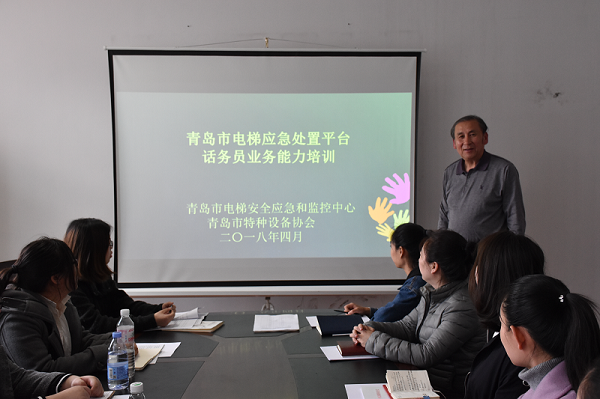 青岛市电梯应急处置平台
话务员业务能力培训
青岛市电梯安全应急和监控中心
青岛市特种设备协会
二〇一八年四月